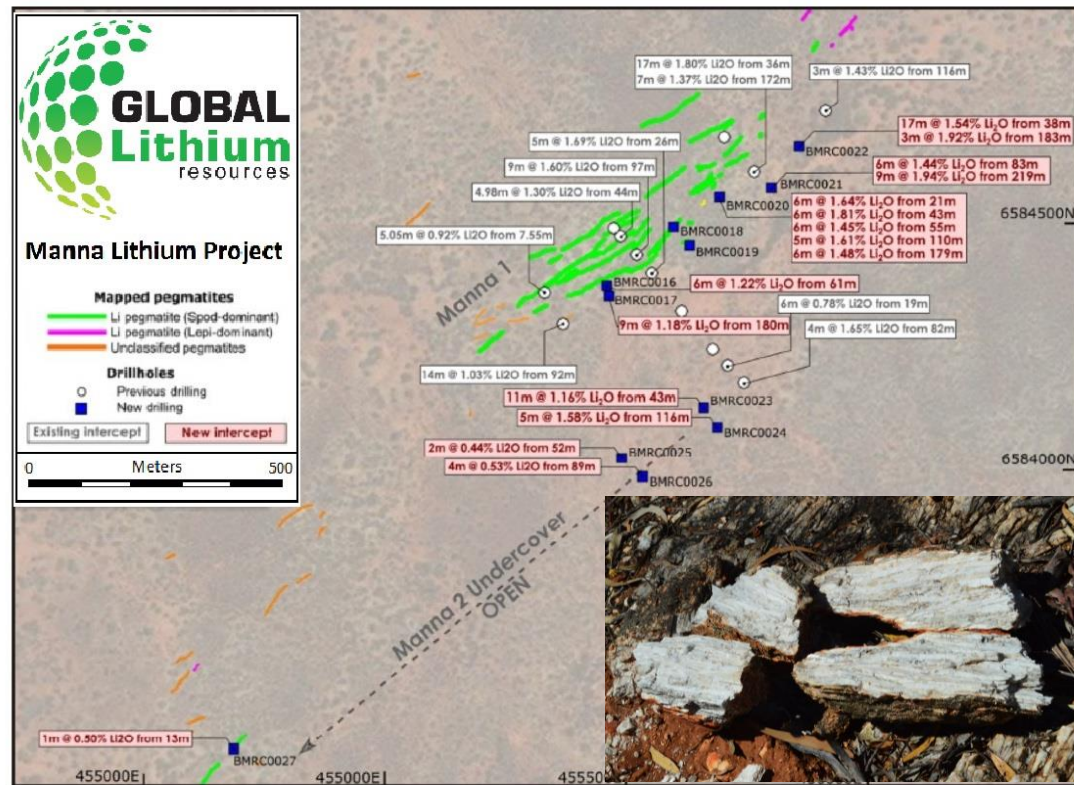 GLOBAL
Lithium
resources
Manna Lithium Project
Mapped pegmatites
Li pegmatite (Spod-dominant)
Li pegmatite (Lepi-dominant)
Unclassified pegmatites
Drillholes
Previous drilling
New drilling
Existing intercept
New intercept
0 Meters 500
17m @ 1.80% Li2O from 36m
7m @ 1.37% Li2O from 172m
3m @ 1.43% Li2O from 116m
5m @ 1.69% Li2O from 26m
9m @ 1.60% Li2O from 97m
4.98m @ 1.30% Li2O from 44m
5.05m @ 0.92% Li2O from 7.55m
17m @ 1.54% Li₂O from 38m
3m @ 1.92% Li₂O from 183m
BMRC0022
6m @ 1.44% Li₂O from 83m
9m @ 1.94% Li₂O from 219m
BMRC0021
BMRC0020
6m @ 1.64% Li₂O from 21m
6m @ 1.81% Li₂O from 43m
6m @ 1.45% Li₂O from 55m
5m @ 1.61% Li₂O from 110m
6m @ 1.48% Li₂O from 179m
6584500N
BMRC0018
BMRC0019
Manna 1
BMRC0016
BMRC0017
6m @ 1.22% Li₂O from 61m
9m @ 1.18% Li₂O from 180m
6m @ 0.78% Li2O from 19m
4m @ 1.65% Li2O from 82m
14m @ 1.03% Li2O from 92m
11m @ 1.16% Li₂O from 43m
BMRC0023
5m @ 1.58% Li₂O from 116m
BMRC0024
2m @ 0.44% Li2O from 52m
BMRC0025
4m @ 0.53% Li2O from 89m
BMRC0026
6584000N
Manna 2 Undercover
OPEN
1m @ 0.50% Li2O from 13m
BMRC0027
455000E
455000E